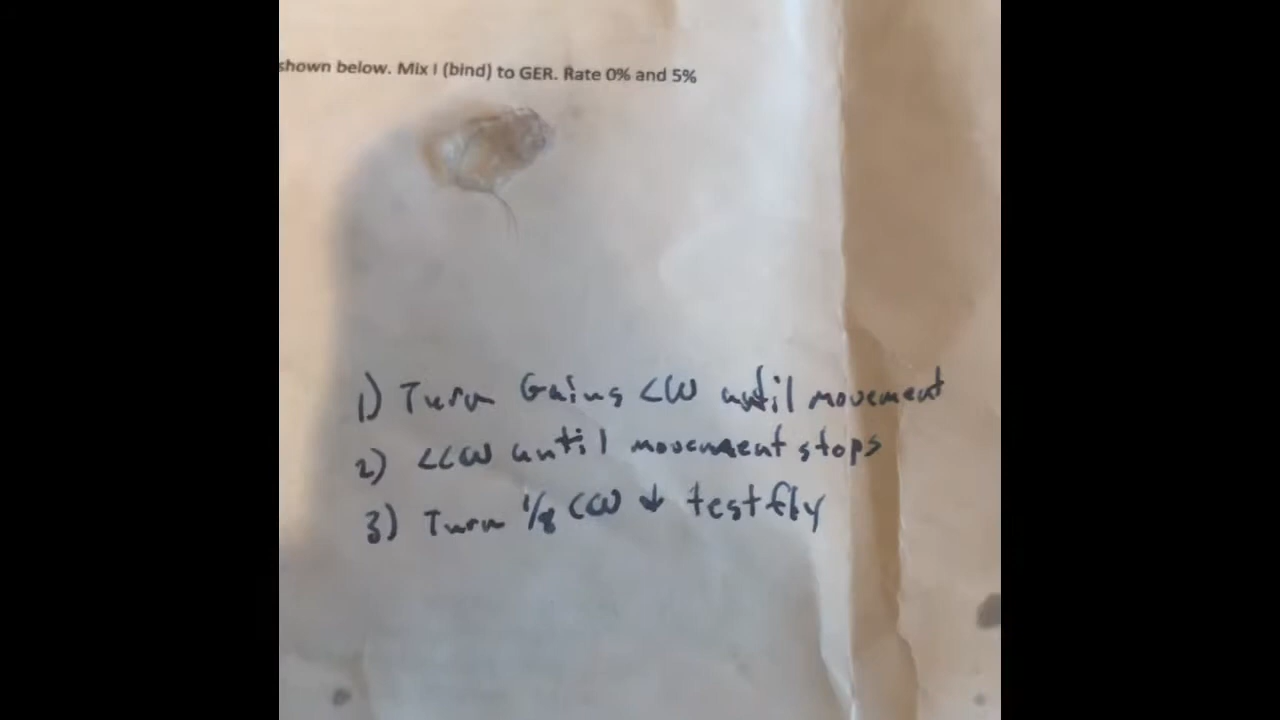 shown below. Mix I (bind) to GER. Rate 0% and 5%
1) Turn Gains CW until movement
2) CCW until movement stops
3) Turn 1/8 CW ↓ testfly